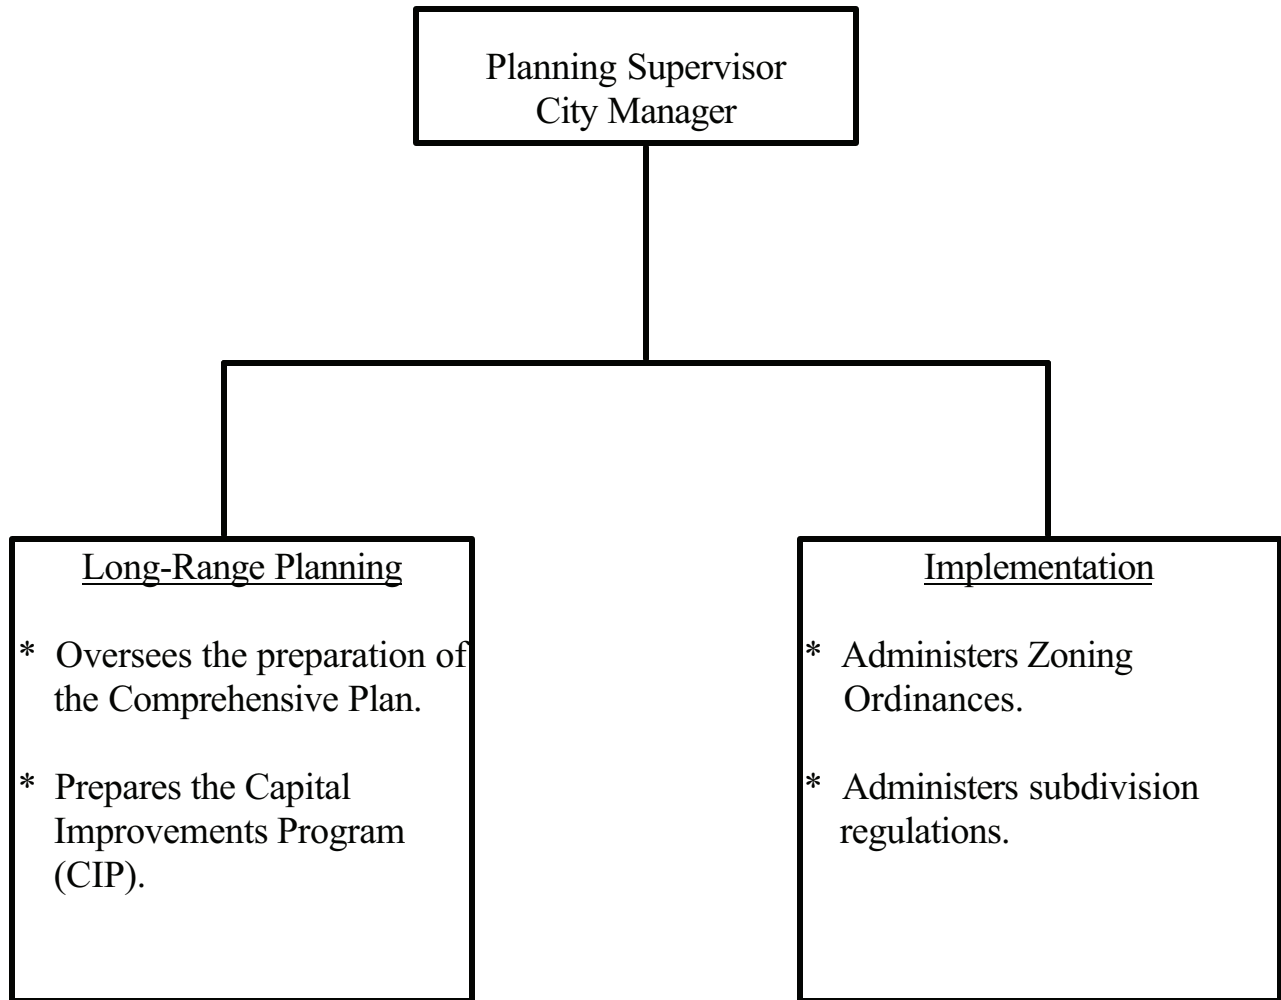 Planning Supervisor
City Manager
Long-Range Planning
* Oversees the preparation of
the Comprehensive Plan.
* Prepares the Capital
Improvements Program
(CIP).
Implementation
* Administers Zoning
Ordinances.
* Administers subdivision
regulations.